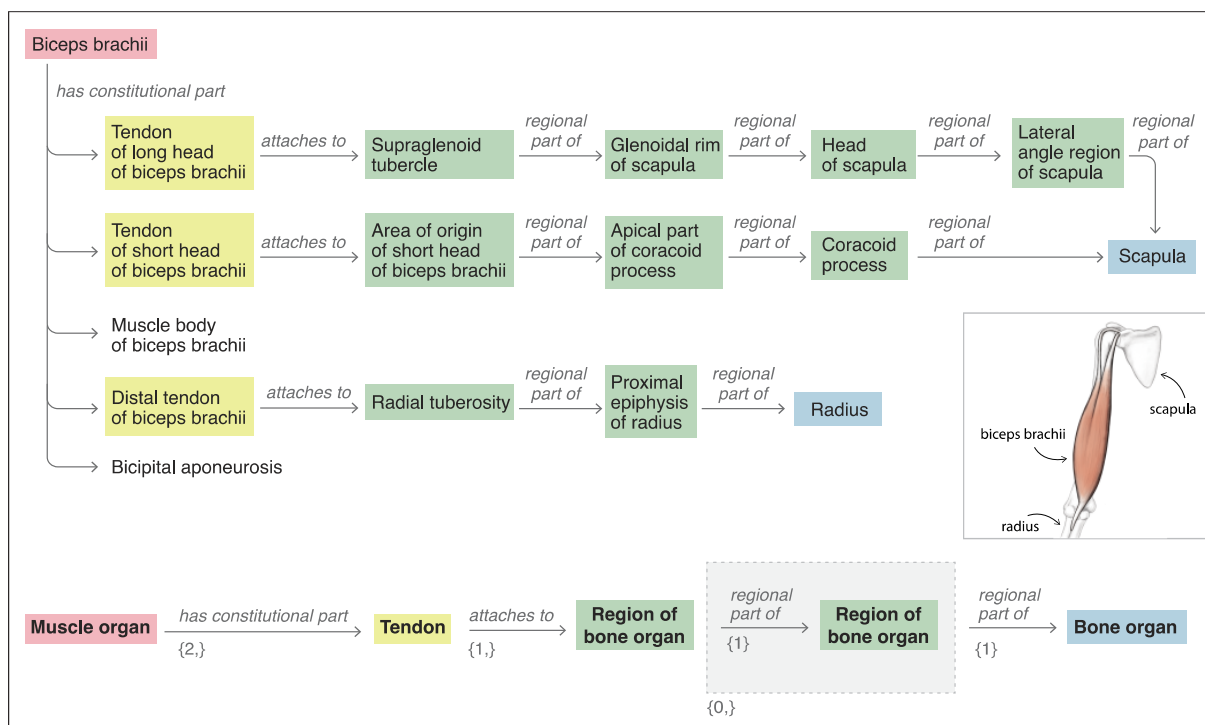 Biceps brachii
has constitutional part
Tendon
of long head
of biceps brachii
attaches to
Supraglenoid
tubercle
regional
part of
Glenoidal rim
of scapula
regional
part of
Head
of scapula
regional
part of
Lateral
angle region
of scapula
regional
part of
Tendon
of short head
of biceps brachii
attaches to
Area of origin
of short head
of biceps brachii
regional
part of
Apical part
of coracoid
process
regional
part of
Coracoid
process
regional
part of
Scapula
Muscle body
of biceps brachii
Distal tendon
of biceps brachii
attaches to
Radial tuberosity
regional
part of
Proximal
epiphysis
of radius
regional
part of
Radius
Bicipital aponeurosis
scapula
biceps brachii
radius
Muscle organ
has constitutional part
{2,}
Tendon
attaches to
{1,}
Region of
bone organ
regional
part of
{1}
Region of
bone organ
{0,}
regional
part of
{1}
Bone organ